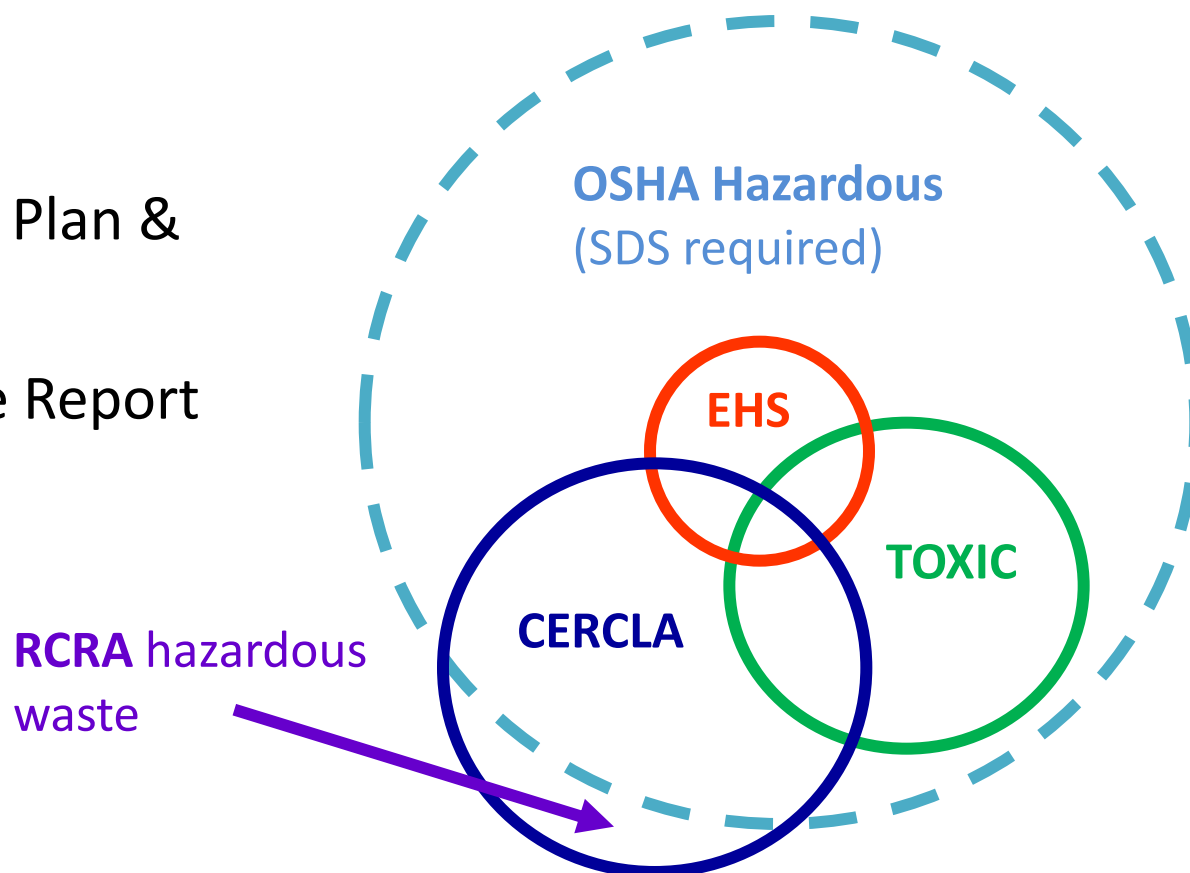 Plan &
e Report
OSHA Hazardous
(SDS required)
EHS
TOXIC
CERCLA
RCRA hazardous
waste